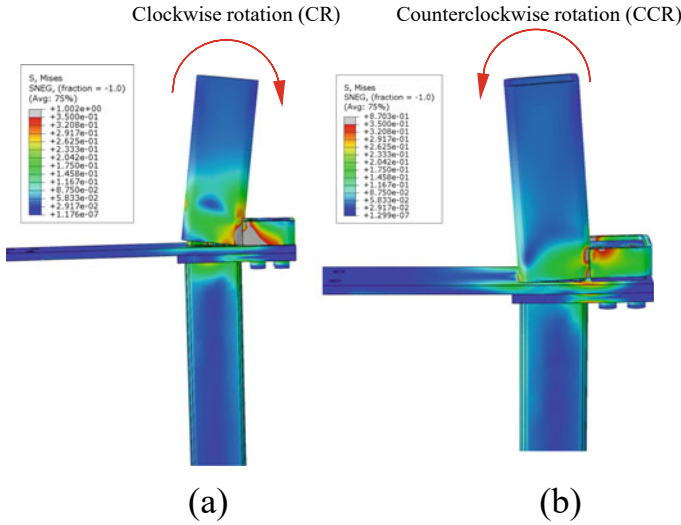 Clockwise rotation (CR)
Counterclockwise rotation (CCR)
S, Mises
SNEG, (fraction = -1.0)
(Avg: 75%)
+1.002e+00
+3.500e-01
+3.208e-01
+2.917e-01
+2.625e-01
+2.333e-01
+2.042e-01
+1.750e-01
+1.458e-01
+1.167e-01
+8.750e-02
+5.833e-02
+2.917e-02
+1.176e-07
S, Mises
SNEG, (fraction = -1.0)
(Avg: 75%)
+8.703e-01
+3.500e-01
+3.208e-01
+2.917e-01
+2.625e-01
+2.333e-01
+2.042e-01
+1.750e-01
+1.458e-01
+1.167e-01
+8.750e-02
+5.833e-02
+2.917e-02
+1.299e-07
(a)
(b)